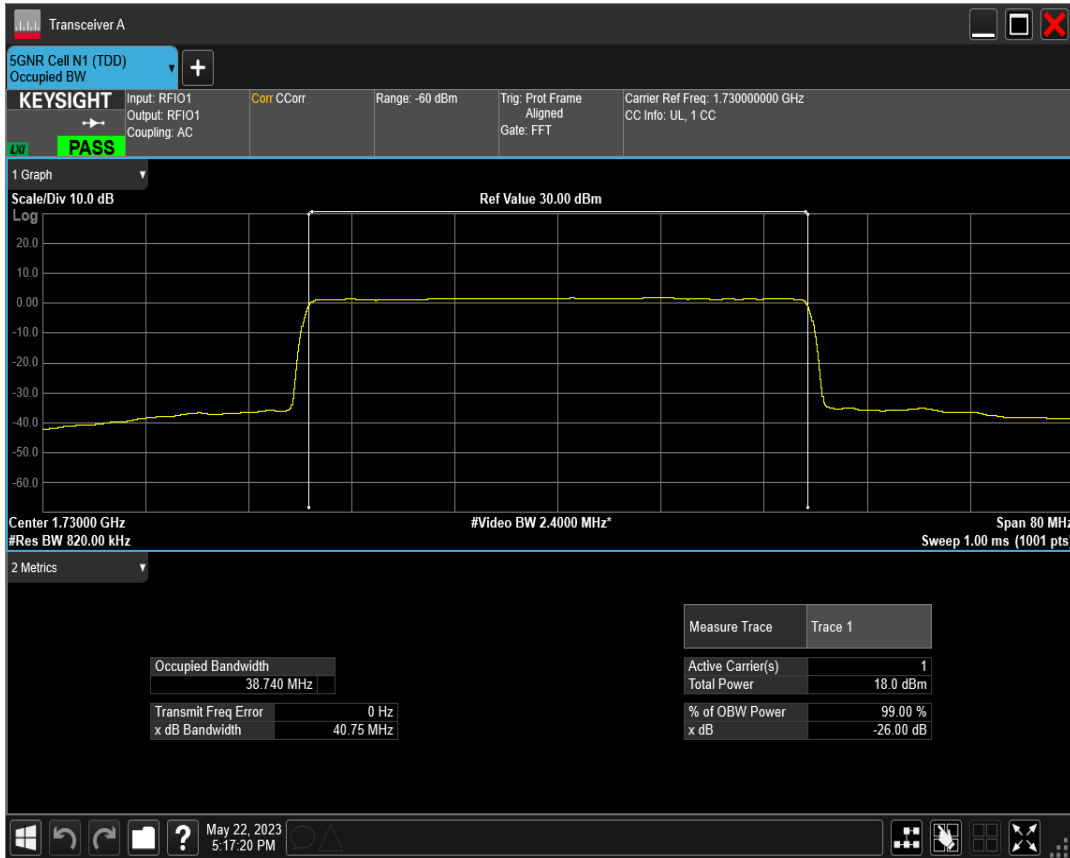 Transceiver A
5GNR Cell N1 (TDD)
Occupied BW
+
KEYSIGHT
LXI
PASS
Input: RFIO1
Output: RFIO1
Coupling: AC
Corr CCorr
Range: -60 dBm
Trig: Prot Frame
Aligned
Gate: FFT
Carrier Ref Freq: 1.730000000 GHz
CC Info: UL, 1 CC
1 Graph
Scale/Div 10.0 dB
Ref Value 30.00 dBm
Log
20.0
10.0
0.00
-10.0
-20.0
-30.0
-40.0
-50.0
-60.0
Center 1.73000 GHz
#Video BW 2.4000 MHz*
Span 80 MHz
#Res BW 820.00 kHz
Sweep 1.00 ms (1001 pts)
2 Metrics
Measure Trace Trace 1
Occupied Bandwidth
38.740 MHz
Active Carrier(s) 1
Total Power 18.0 dBm
Transmit Freq Error 0 Hz
x dB Bandwidth 40.75 MHz
% of OBW Power 99.00 %
x dB -26.00 dB
?
May 22, 2023
5:17:20 PM